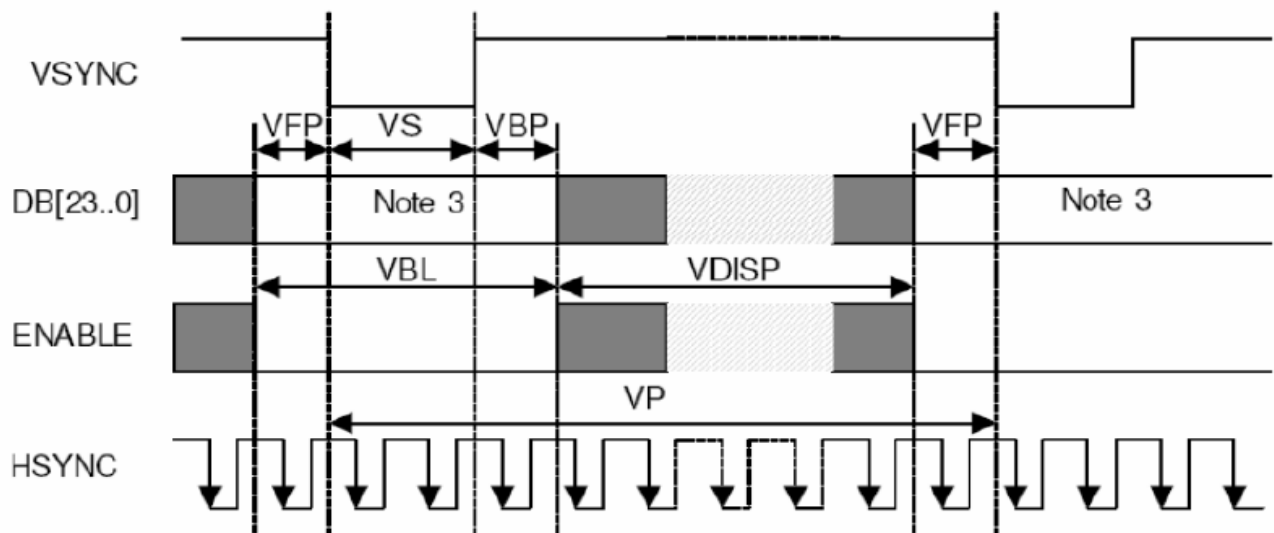 VSYNC
VFP VS VBP VFP
DB[23..0] Note 3 Note 3
VBL VDISP
ENABLE
VP
HSYNC